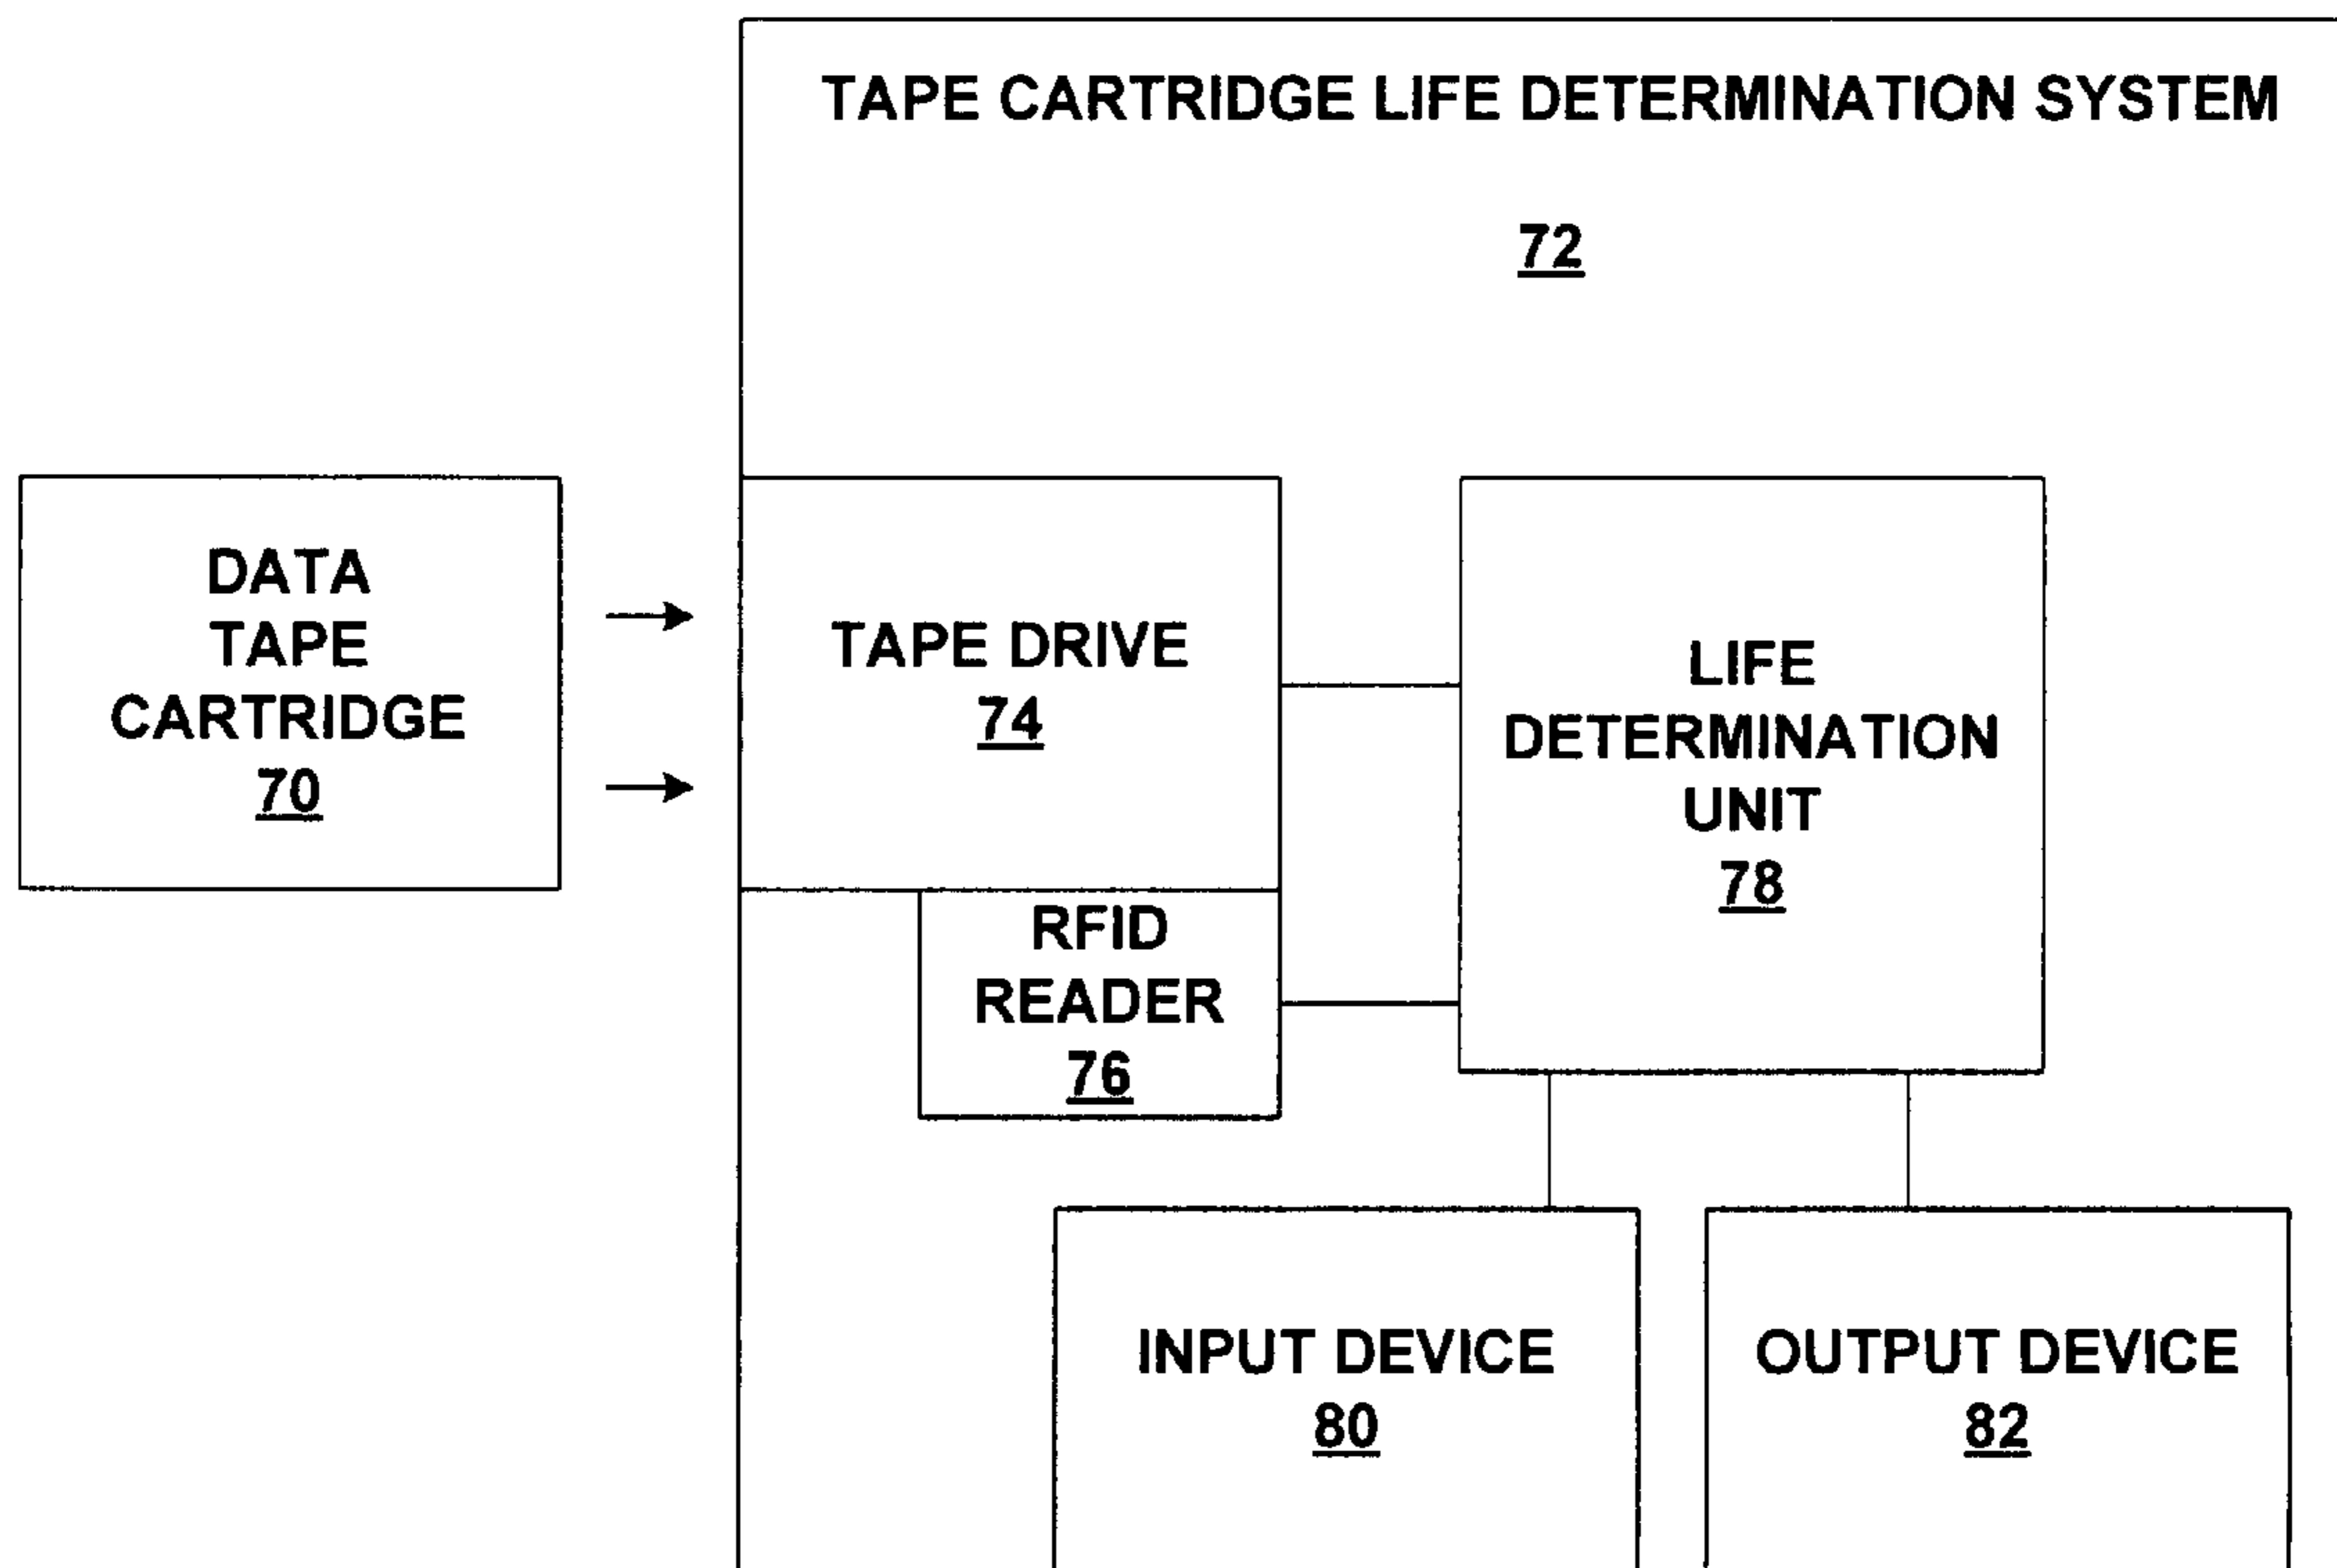 TAPE CARTRIDGE LIFE DETERMINATION SYSTEM
72
DATA
TAPE
CARTRIDGE
70
TAPE DRIVE
74
RFID
READER
76
LIFE
DETERMINATION
UNIT
78
INPUT DEVICE
80
OUTPUT DEVICE
82